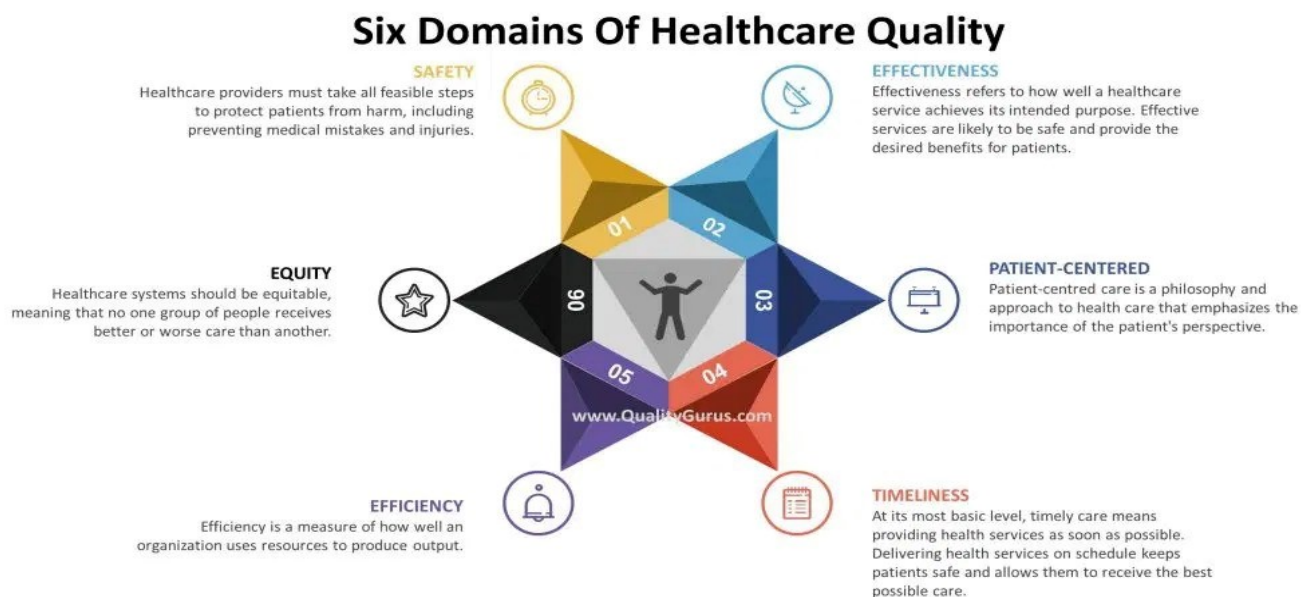 Six Domains Of Healthcare Quality
SAFETY
Healthcare providers must take all feasible steps
to protect patients from harm, including
preventing medical mistakes and injuries.
EFFECTIVENESS
Effectiveness refers to how well a healthcare
service achieves its intended purpose. Effective
services are likely to be safe and provide the
desired benefits for patients.
01
02
EQUITY
Healthcare systems should be equitable,
meaning that no one group of people receives
better or worse care than another.
06
03
PATIENT-CENTERED
Patient-centred care is a philosophy and
approach to health care that emphasizes the
importance of the patient's perspective.
05
04
www.QualityGurus.com
EFFICIENCY
Efficiency is a measure of how well an
organization uses resources to produce output.
TIMELINESS
At its most basic level, timely care means
providing health services as soon as possible.
Delivering health services on schedule keeps
patients safe and allows them to receive the best
possible care.